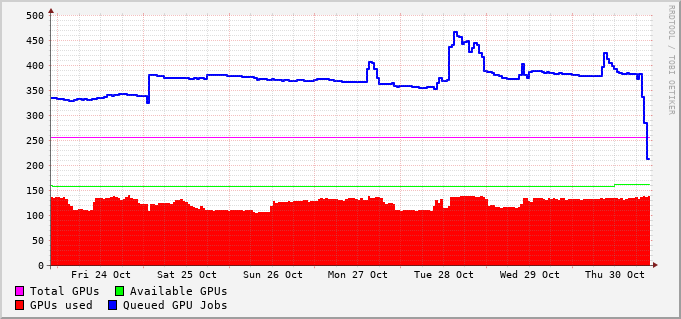 500
450
400
350
300
250
200
150
100
50
0
Fri 24 Oct Sat 25 Oct Sun 26 Oct Mon 27 Oct Tue 28 Oct Wed 29 Oct Thu 30 Oct
Total GPUs Available GPUs
GPUs used Queued GPU Jobs
RRDTOOL / TOBI OETIKER